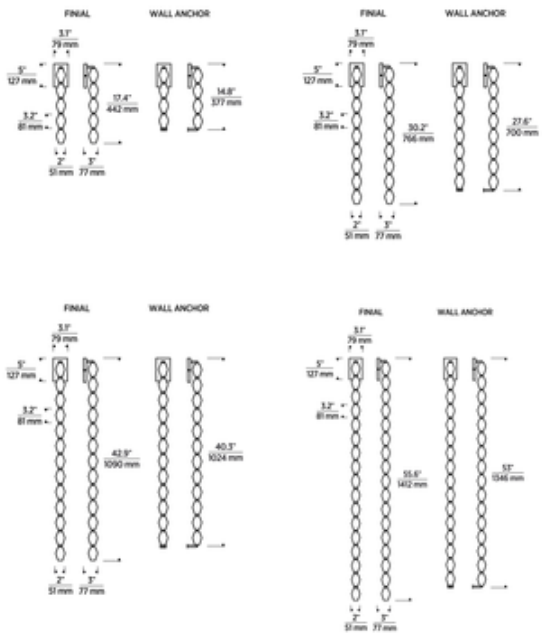 FINIAL
WALL ANCHOR
3.1"
79 mm
5"
127 mm
3.2"
81 mm
17.4"
442 mm
14.8"
377 mm
2"
51 mm
3"
77 mm
FINIAL
WALL ANCHOR
3.1"
79 mm
5"
127 mm
3.2"
81 mm
30.2"
766 mm
27.6"
700 mm
2"
51 mm
3"
77 mm
FINIAL
WALL ANCHOR
3.1"
79 mm
5"
127 mm
3.2"
81 mm
42.9"
1090 mm
40.3"
1024 mm
2"
51 mm
3"
77 mm
FINIAL
WALL ANCHOR
3.1"
79 mm
5"
127 mm
3.2"
81 mm
55.6"
1412 mm
53"
1346 mm
2"
51 mm
3"
77 mm